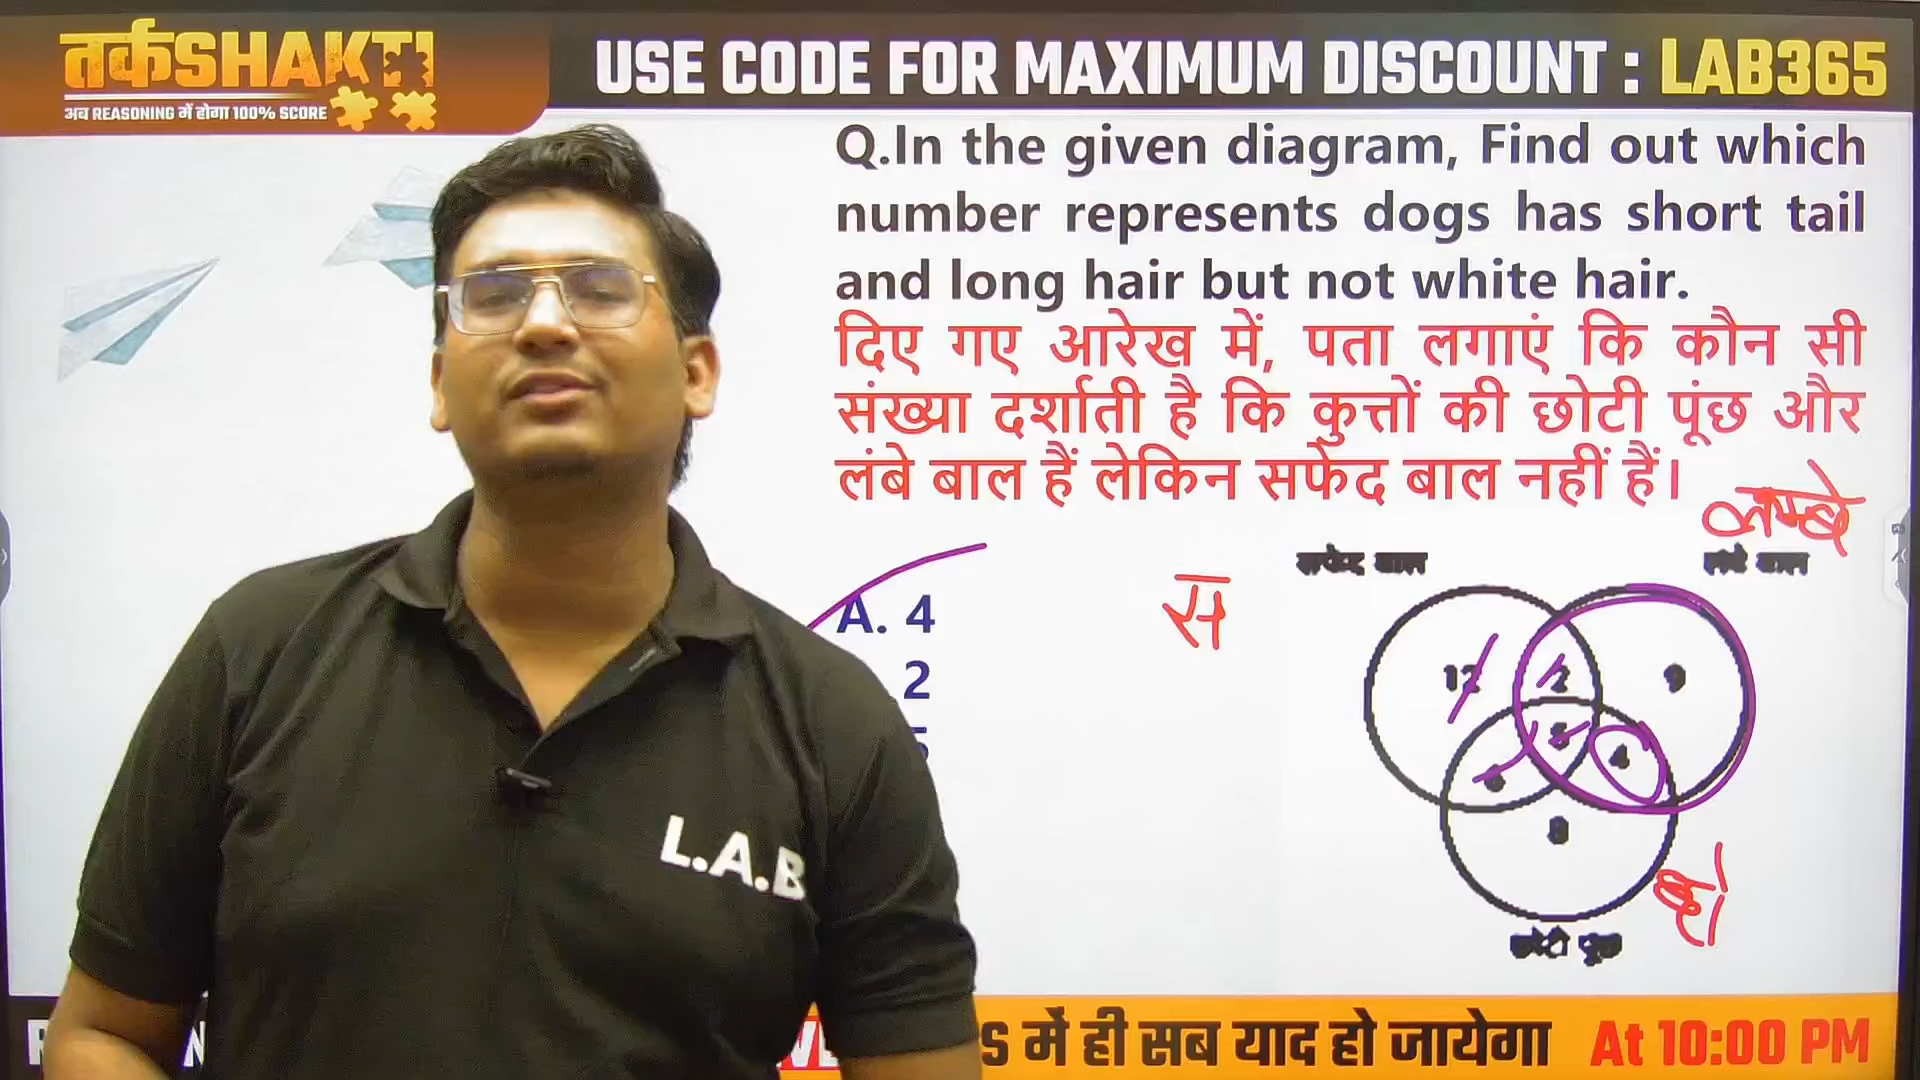 तर्कSHAKTI
अब REASONING में होगा 100% SCORE
USE CODE FOR MAXIMUM DISCOUNT : LAB365
Q.In the given diagram, Find out which
number represents dogs has short tail
and long hair but not white hair.
दिए गए आरेख में, पता लगाएं कि कौन सी
संख्या दर्शाती है कि कुत्तों की छोटी पूंछ और
लंबे बाल हैं लेकिन सफेद बाल नहीं हैं।
लम्बे
सफेद बाल
लंबे बाल
A. 4
स
2
12
2
9
4
8
छो
छोटी पूंछ
L.A.B
में ही सब याद हो जायेगा
At 10:00 PM